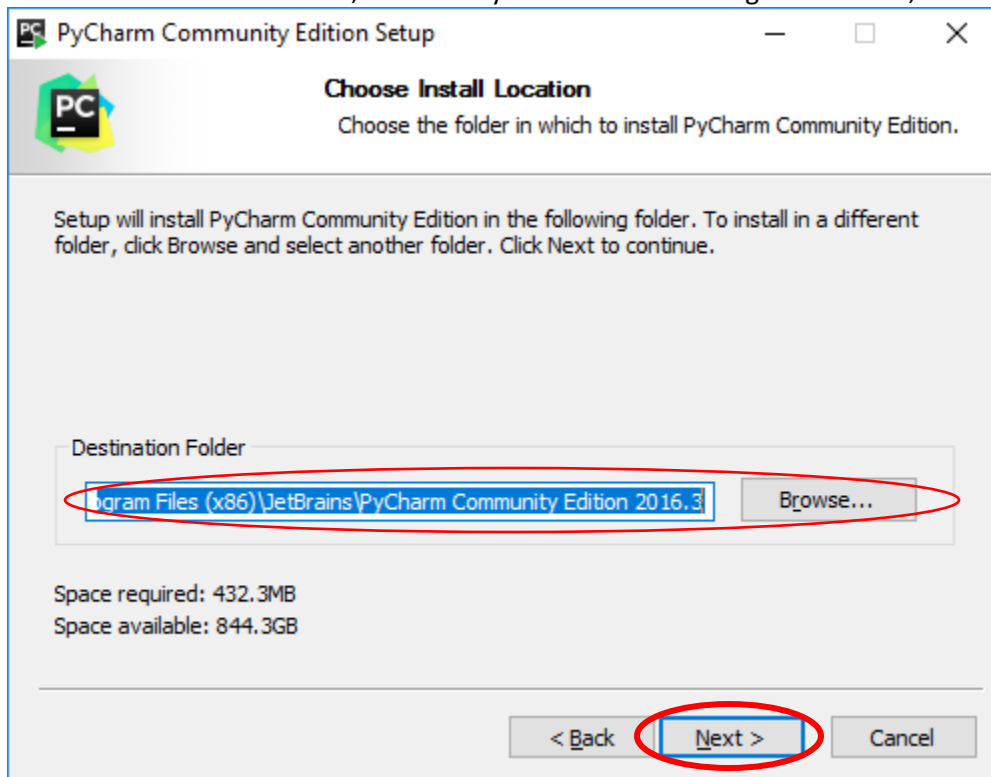 PyCharm Community Edition Setup
PC
Choose Install Location
Choose the folder in which to install PyCharm Community Edition.
Setup will install PyCharm Community Edition in the following folder. To install in a different
folder, click Browse and select another folder. Click Next to continue.
Destination Folder
ogram Files (x86)\JetBrains\PyCharm Community Edition 2016.3
Browse...
Space required: 432.3MB
Space available: 844.3GB
< Back Next > Cancel